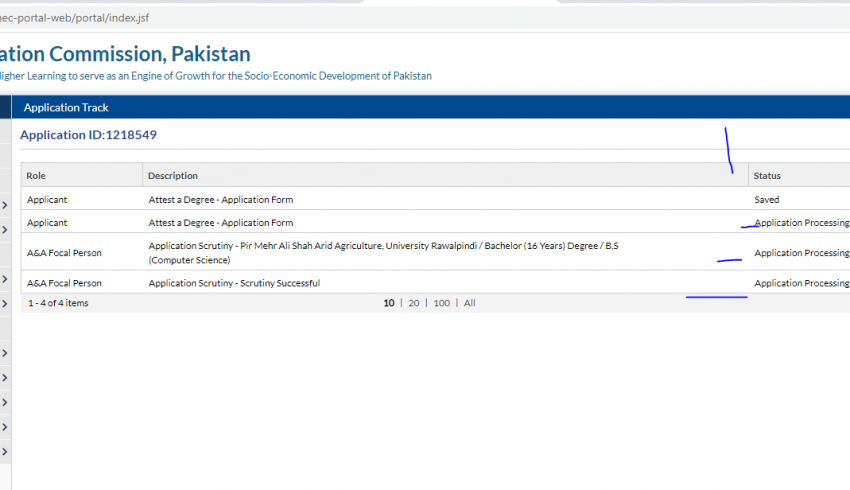 nec-portal-web/portal/index.jsf
ation Commission, Pakistan
Higher Learning to serve as an Engine of Growth for the Socio-Economic Development of Pakistan
Application Track
Application ID:1218549
Role Description Status
Applicant Attest a Degree - Application Form Saved
Applicant Attest a Degree - Application Form Application Processing
A&A Focal Person Application Scrutiny - Pir Mehr Ali Shah Arid Agriculture, University Rawalpindi / Bachelor (16 Years) Degree / B.S Application Processing
(Computer Science)
A&A Focal Person Application Scrutiny - Scrutiny Successful Application Processing
1 - 4 of 4 items 10 | 20 | 100 | All